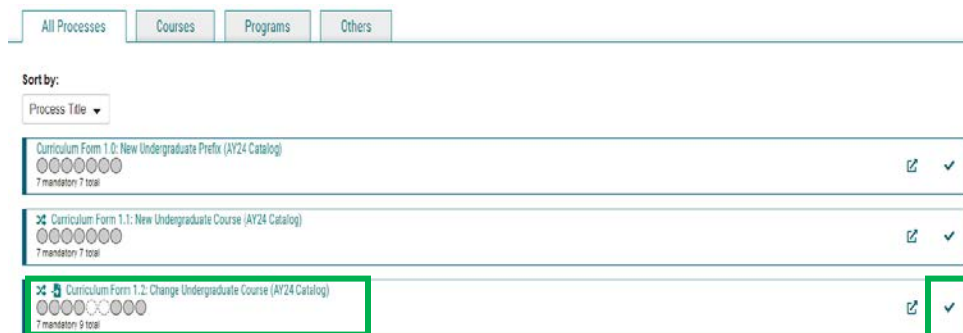 All Processes Courses Programs Others
Sort by:
Process Title
Curriculum Form 1.0: New Undergraduate Prefix (AY24 Catalog)
7 mandatory 7 total
Curriculum Form 1.1: New Undergraduate Course (AY24 Catalog)
7 mandatory 7 total
Curriculum Form 1.2: Change Undergraduate Course (AY24 Catalog)
7 mandatory 9 total